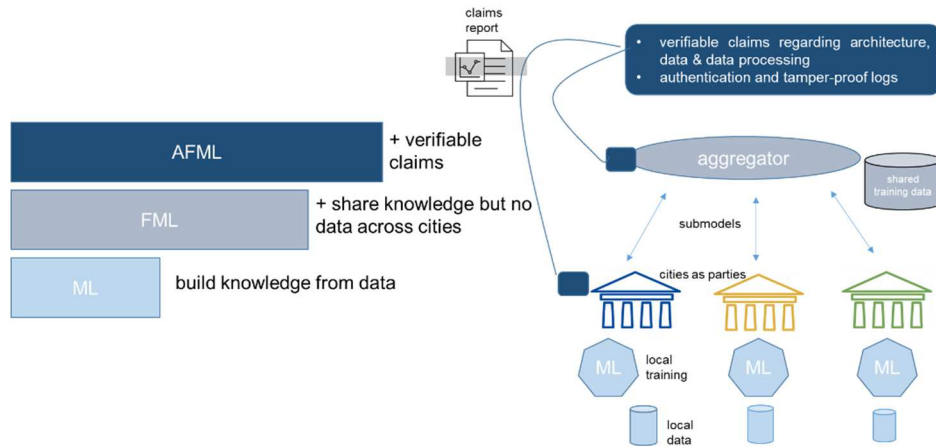 claims
report
• verifiable claims regarding architecture,
data & data processing
• authentication and tamper-proof logs
AFML
+ verifiable
claims
FML
+ share knowledge but no
data across cities
ML
build knowledge from data
aggregator
shared
training data
submodels
cities as parties
ML
local
training
ML
ML
local
data